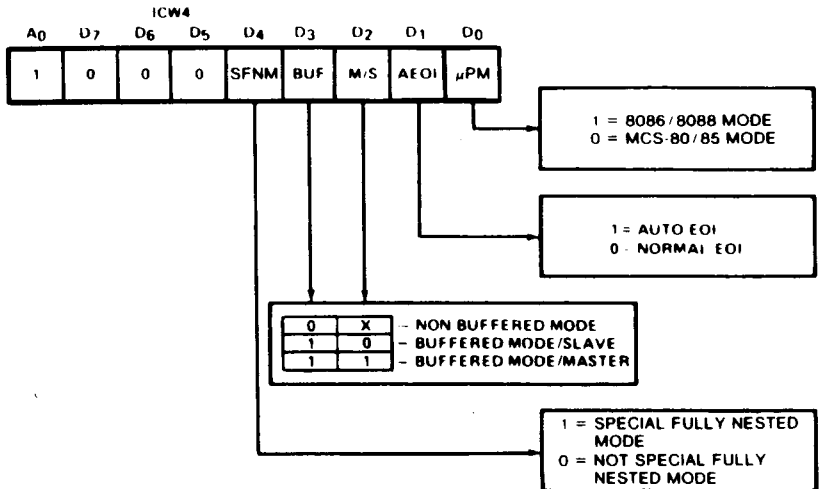 ICW4
A0 D7 D6 D5 D4 D3 D2 D1 D0
1 0 0 0 SFNM BUF M/S AEOI µPM
1 = 8086/8088 MODE
0 = MCS-80/85 MODE
1 = AUTO EOI
0 - NORMAL EOI
0 X – NON BUFFERED MODE
1 0 – BUFFERED MODE/SLAVE
1 1 – BUFFERED MODE/MASTER
1 = SPECIAL FULLY NESTED
MODE
0 = NOT SPECIAL FULLY
NESTED MODE